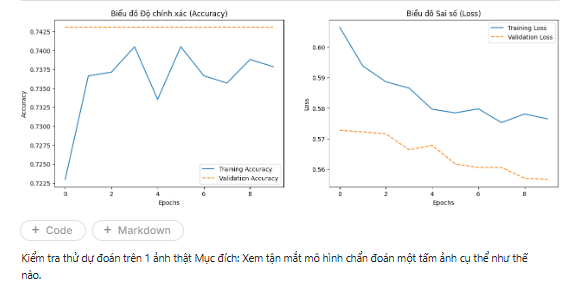 Biểu đồ Độ chính xác (Accuracy)
0.7425
0.7400
0.7375
0.7350
0.7325
0.7300
0.7275
0.7250
0.7225
Accuracy
Training Accuracy
Validation Accuracy
0 2 4 6 8
Epochs
Biểu đồ Sai số (Loss)
Training Loss
Validation Loss
0.60
0.59
0.58
0.57
0.56
Loss
0 2 4 6 8
Epochs
+ Code + Markdown
Kiểm tra thử dự đoán trên 1 ảnh thật Mục đích: Xem tận mắt mô hình chẩn đoán một tấm ảnh cụ thể như thế
nào.